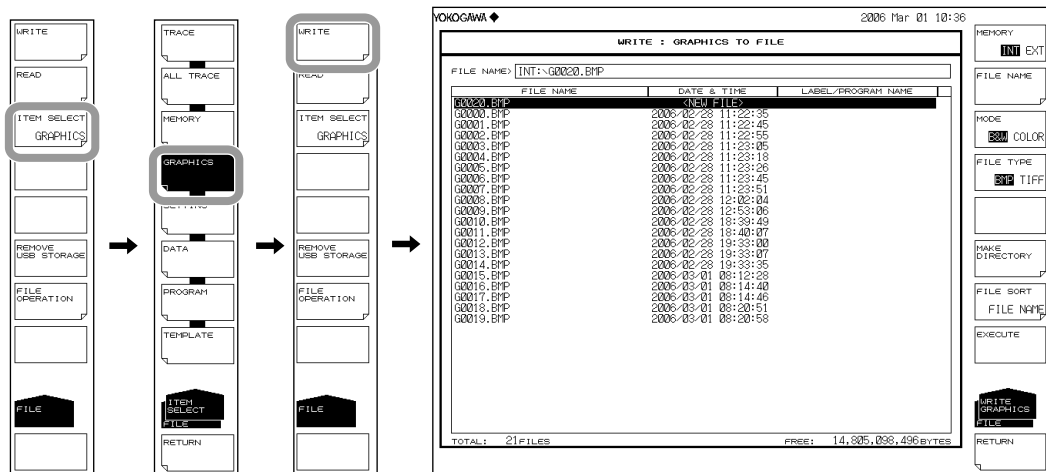 WRITE
READ
ITEM SELECT
GRAPHICS
REMOVE
USB STORAGE
FILE
OPERATION
FILE
TRACE
ALL TRACE
MEMORY
GRAPHICS
SETTING
DATA
PROGRAM
TEMPLATE
ITEM
SELECT
FILE
RETURN
WRITE
READ
ITEM SELECT
GRAPHICS
REMOVE
USB STORAGE
FILE
OPERATION
FILE
YOKOGAWA 2006 Mar 01 10:36
WRITE : GRAPHICS TO FILE
FILE NAME> INT:\G0020.BMP
FILE NAME DATE & TIME LABEL/PROGRAM NAME
G0020.BMP <NEW FILE>
G0000.BMP 2006/02/28 11:22:35
G0001.BMP 2006/02/28 11:22:45
G0002.BMP 2006/02/28 11:22:55
G0003.BMP 2006/02/28 11:23:05
G0004.BMP 2006/02/28 11:23:18
G0005.BMP 2006/02/28 11:23:26
G0006.BMP 2006/02/28 11:23:45
G0007.BMP 2006/02/28 11:23:51
G0008.BMP 2006/02/28 12:02:04
G0009.BMP 2006/02/28 12:53:06
G0010.BMP 2006/02/28 18:39:49
G0011.BMP 2006/02/28 18:40:07
G0012.BMP 2006/02/28 19:33:00
G0013.BMP 2006/02/28 19:33:07
G0014.BMP 2006/02/28 19:33:35
G0015.BMP 2006/03/01 08:12:28
G0016.BMP 2006/03/01 08:14:40
G0017.BMP 2006/03/01 08:14:46
G0018.BMP 2006/03/01 08:20:51
G0019.BMP 2006/03/01 08:20:58
TOTAL: 21FILES FREE: 14,805,098,496BYTES
MEMORY
INT EXT
FILE NAME
MODE
B&W COLOR
FILE TYPE
BMP TIFF
MAKE
DIRECTORY
FILE SORT
FILE NAME
EXECUTE
WRITE
GRAPHICS
FILE
RETURN